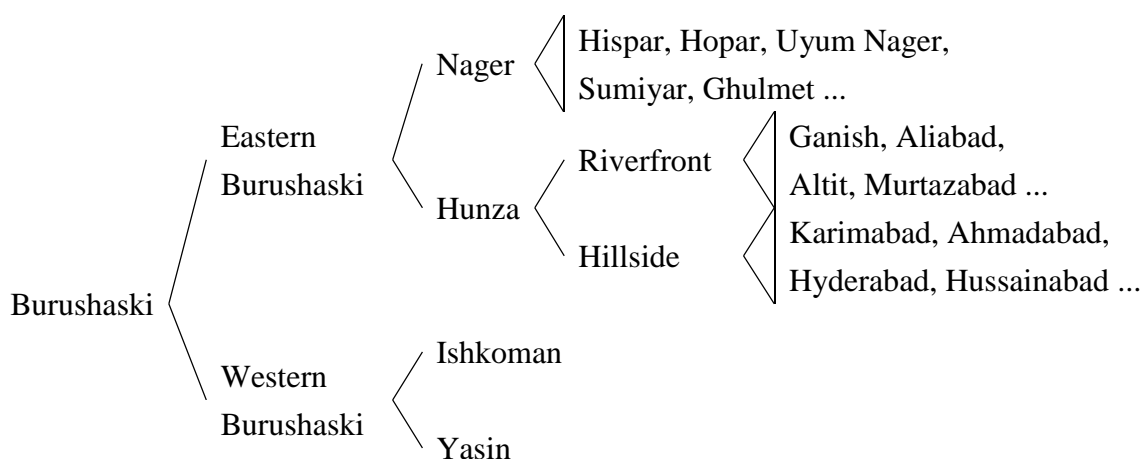 Hispar, Hopar, Uyum Nager,
Nager
Sumiyar, Ghulmet ...
Eastern
Burushaski
Ganish, Aliabad,
Riverfront
Altit, Murtazabad ...
Hunza
Karimabad, Ahmadabad,
Hillside
Hyderabad, Hussainabad ...
Burushaski
Ishkoman
Western
Burushaski
Yasin